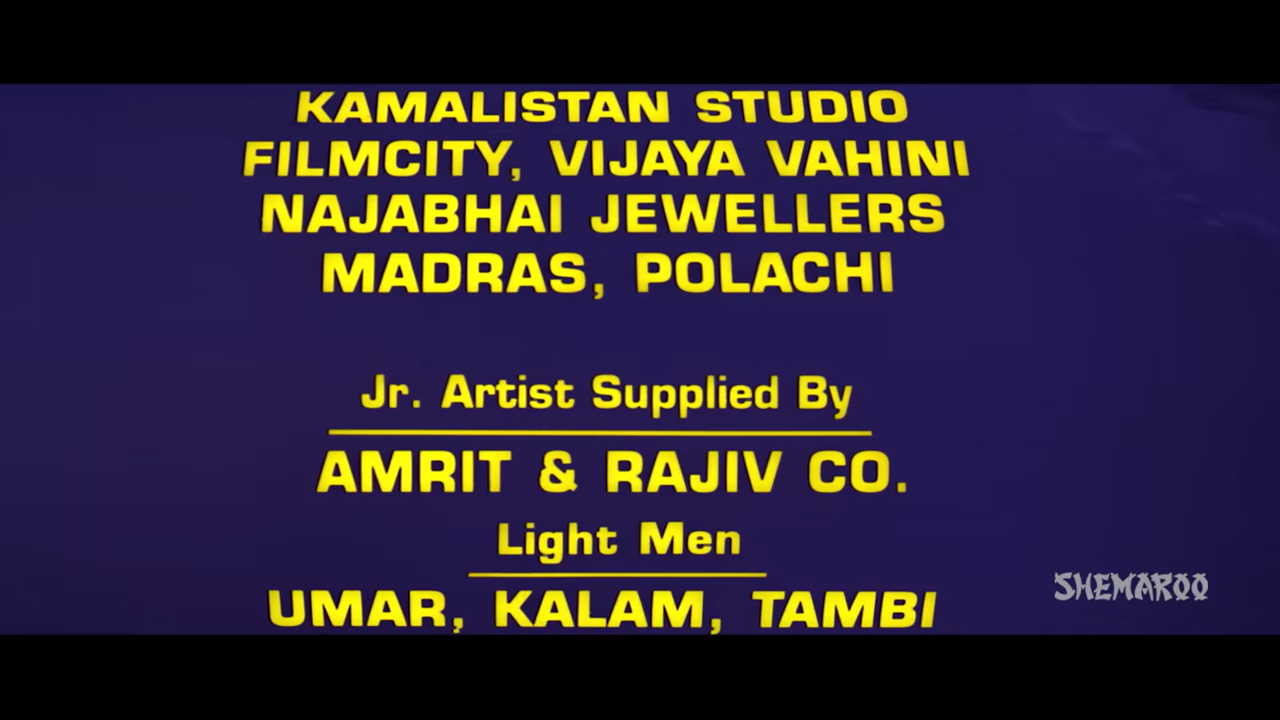 KAMALISTAN STUDIO
FILMCITY, VIJAYA VAHINI
NAJABHAI JEWELLERS
MADRAS, POLACHI
Jr. Artist Supplied By
AMRIT & RAJIV CO.
Light Men
UMAR, KALAM, TAMBI
SHEMAROO